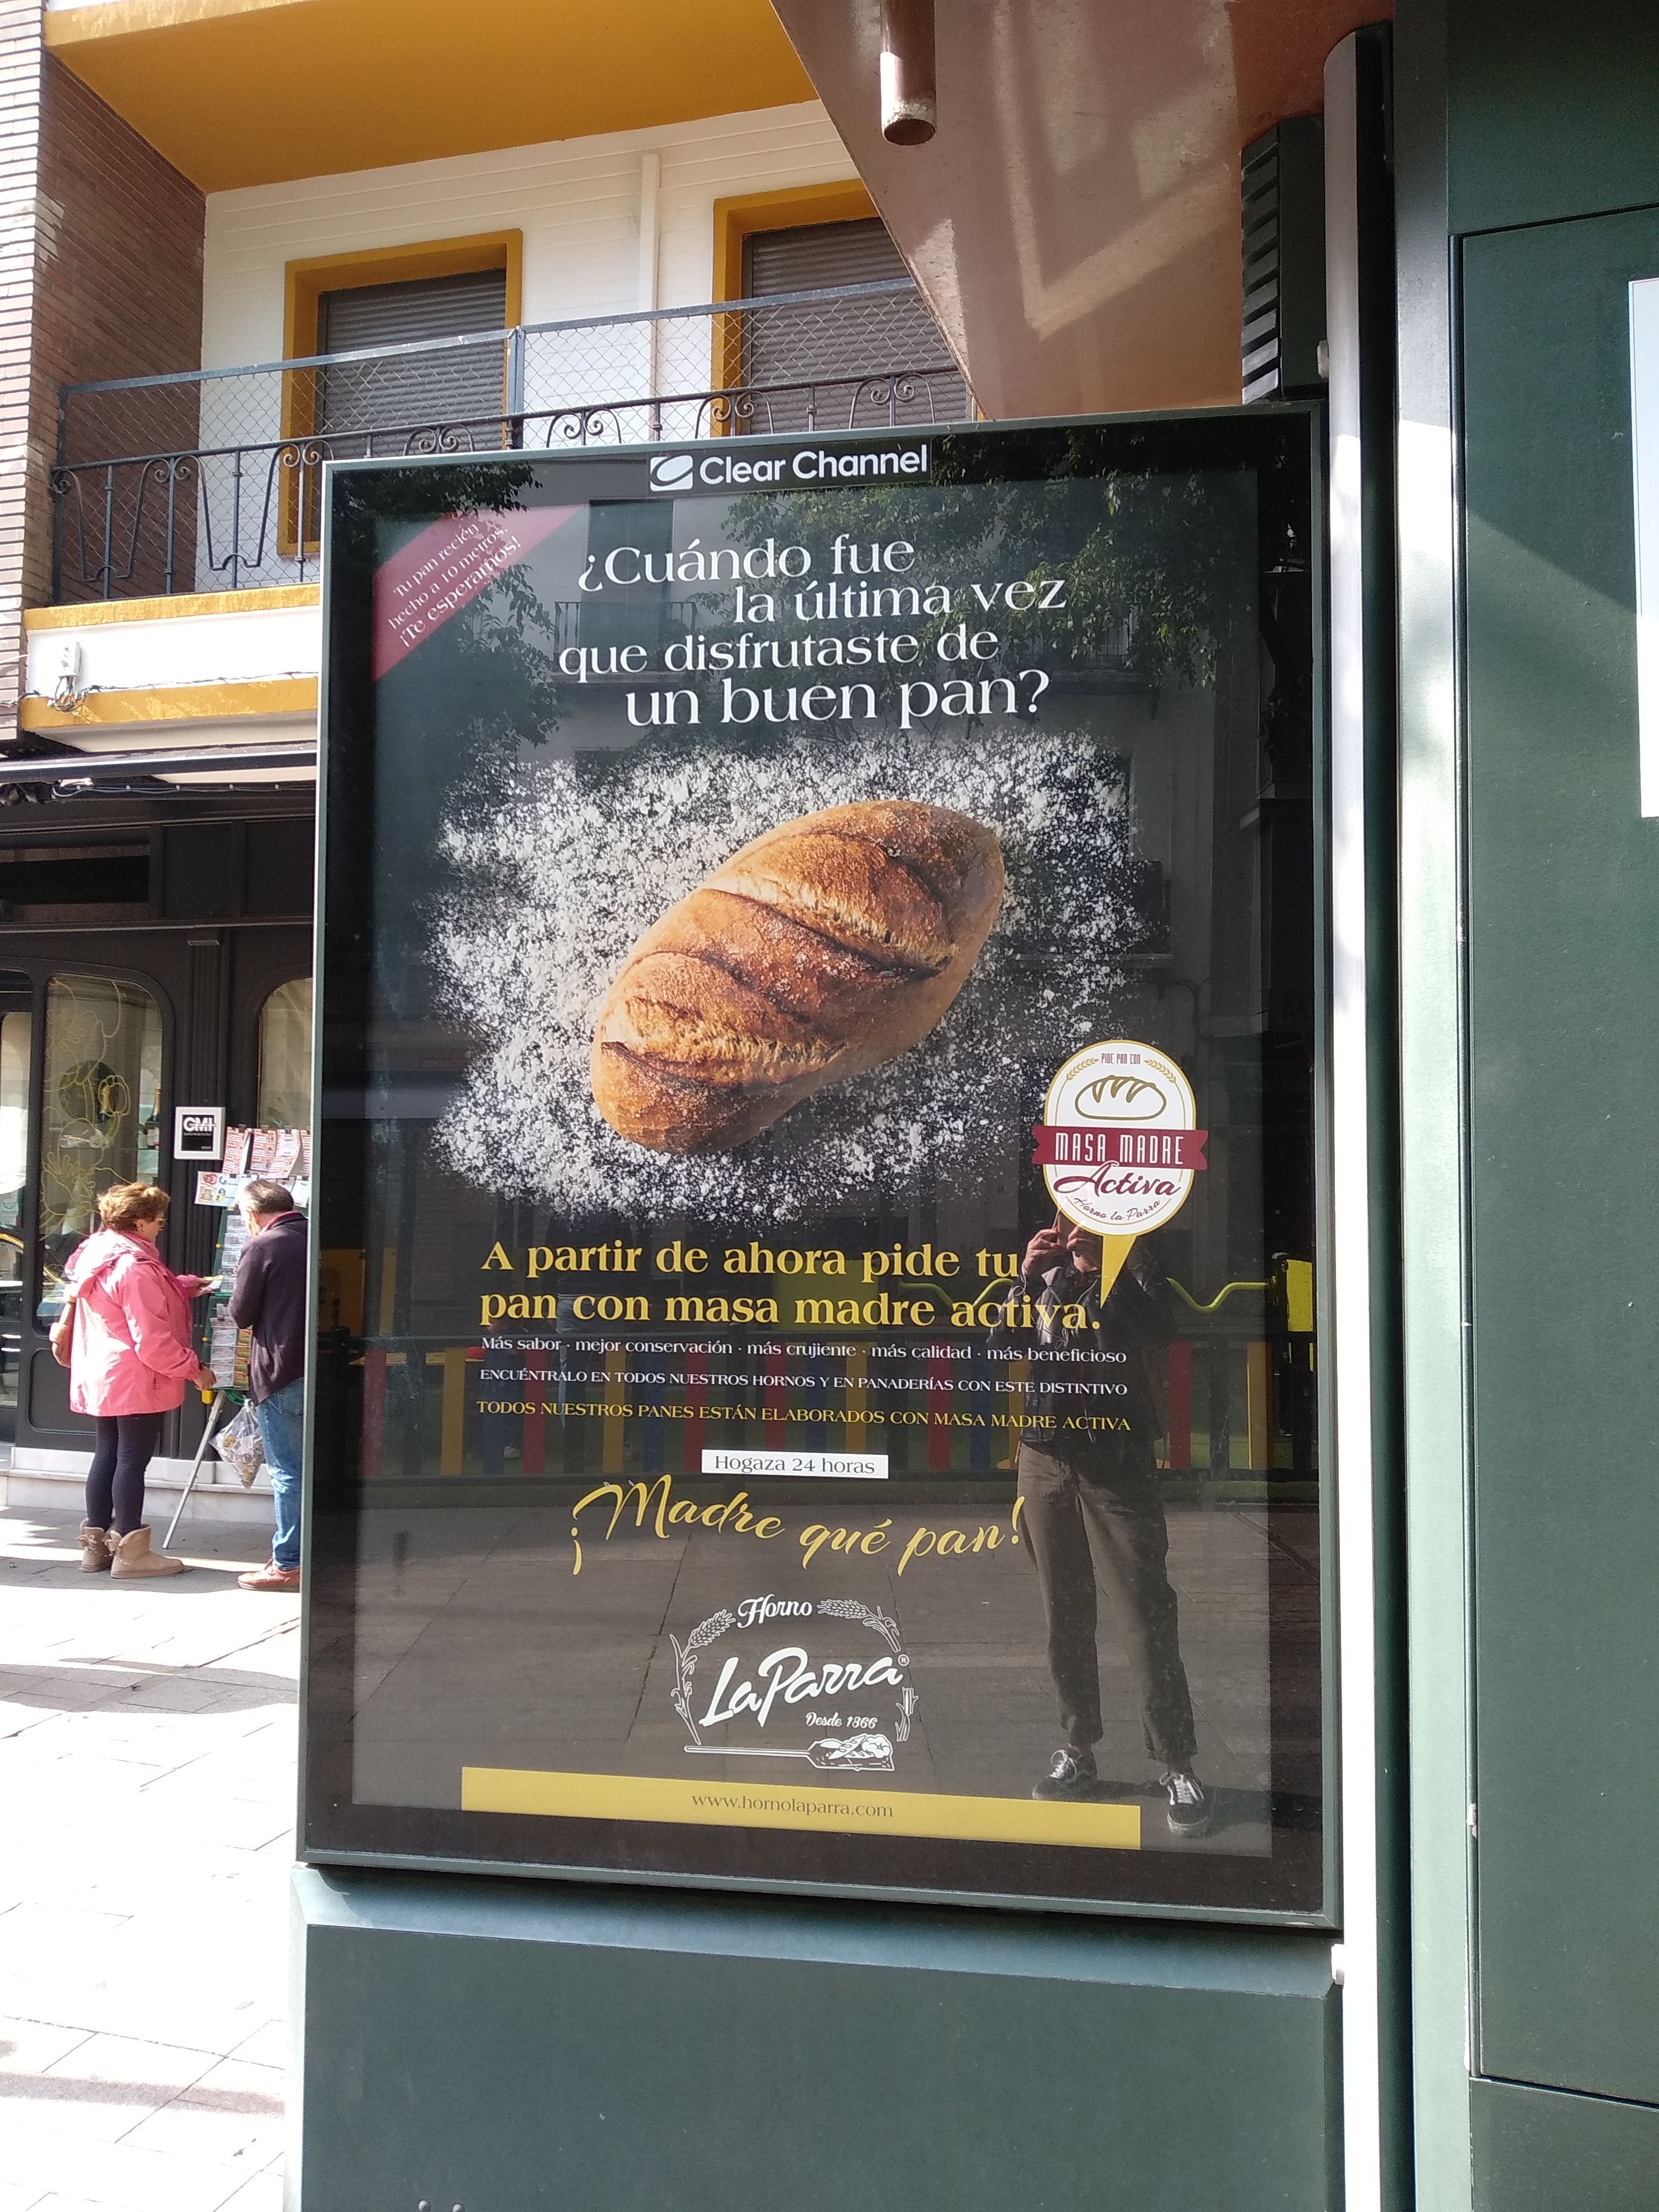 Clear Channel
Tu pan recién
hecho a 10 metros.
¡Te esperamos!
¿Cuándo fue
la última vez
que disfrutaste de
un buen pan?
PIDE PAN CON
MASA MADRE
Activa
Horno la Parra
A partir de ahora pide tu
pan con masa madre activa.
Más sabor · mejor conservación · más crujiente · más calidad · más beneficioso
ENCUÉNTRALO EN TODOS NUESTROS HORNOS Y EN PANADERÍAS CON ESTE DISTINTIVO
TODOS NUESTROS PANES ESTÁN ELABORADOS CON MASA MADRE ACTIVA
Hogaza 24 horas
¡Madre qué pan!
Horno
La Parra®
Desde 1866
www.hornolaparra.com